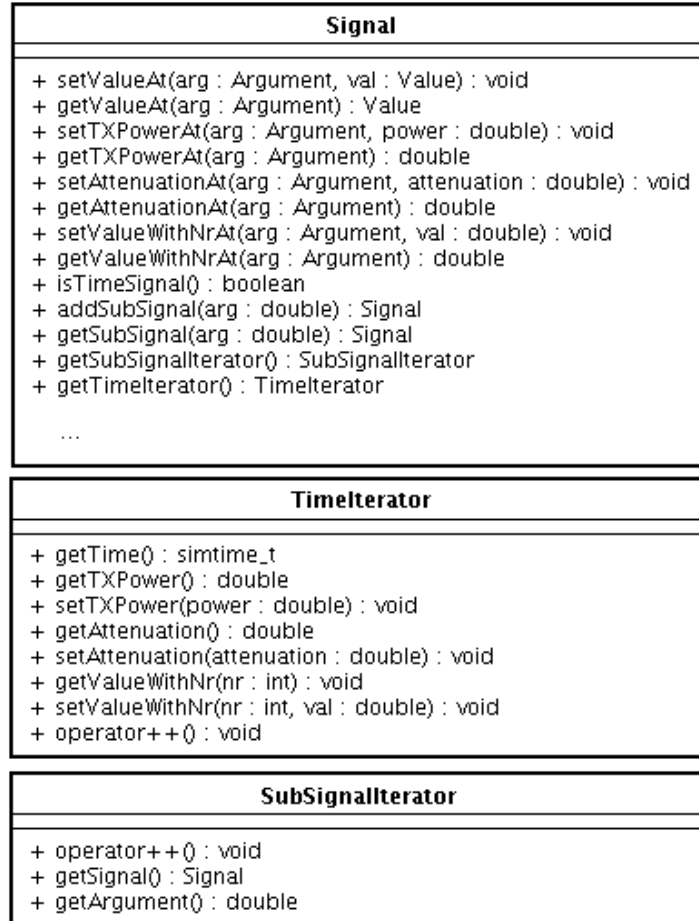 Signal
+ setValueAt(arg : Argument, val : Value) : void
+ getValueAt(arg : Argument) : Value
+ setTXPowerAt(arg : Argument, power : double) : void
+ getTXPowerAt(arg : Argument) : double
+ setAttenuationAt(arg : Argument, attenuation : double) : void
+ getAttenuationAt(arg : Argument) : double
+ setValueWithNrAt(arg : Argument, val : double) : void
+ getValueWithNrAt(arg : Argument) : double
+ isTimeSignal() : boolean
+ addSubSignal(arg : double) : Signal
+ getSubSignal(arg : double) : Signal
+ getSubSignalIterator() : SubSignalIterator
+ getTimeIterator() : TimeIterator
...
TimeIterator
+ getTime() : simtime_t
+ getTXPower() : double
+ setTXPower(power : double) : void
+ getAttenuation() : double
+ setAttenuation(attenuation : double) : void
+ getValueWithNr(nr : int) : void
+ setValueWithNr(nr : int, val : double) : void
+ operator++() : void
SubSignalIterator
+ operator++() : void
+ getSignal() : Signal
+ getArgument() : double